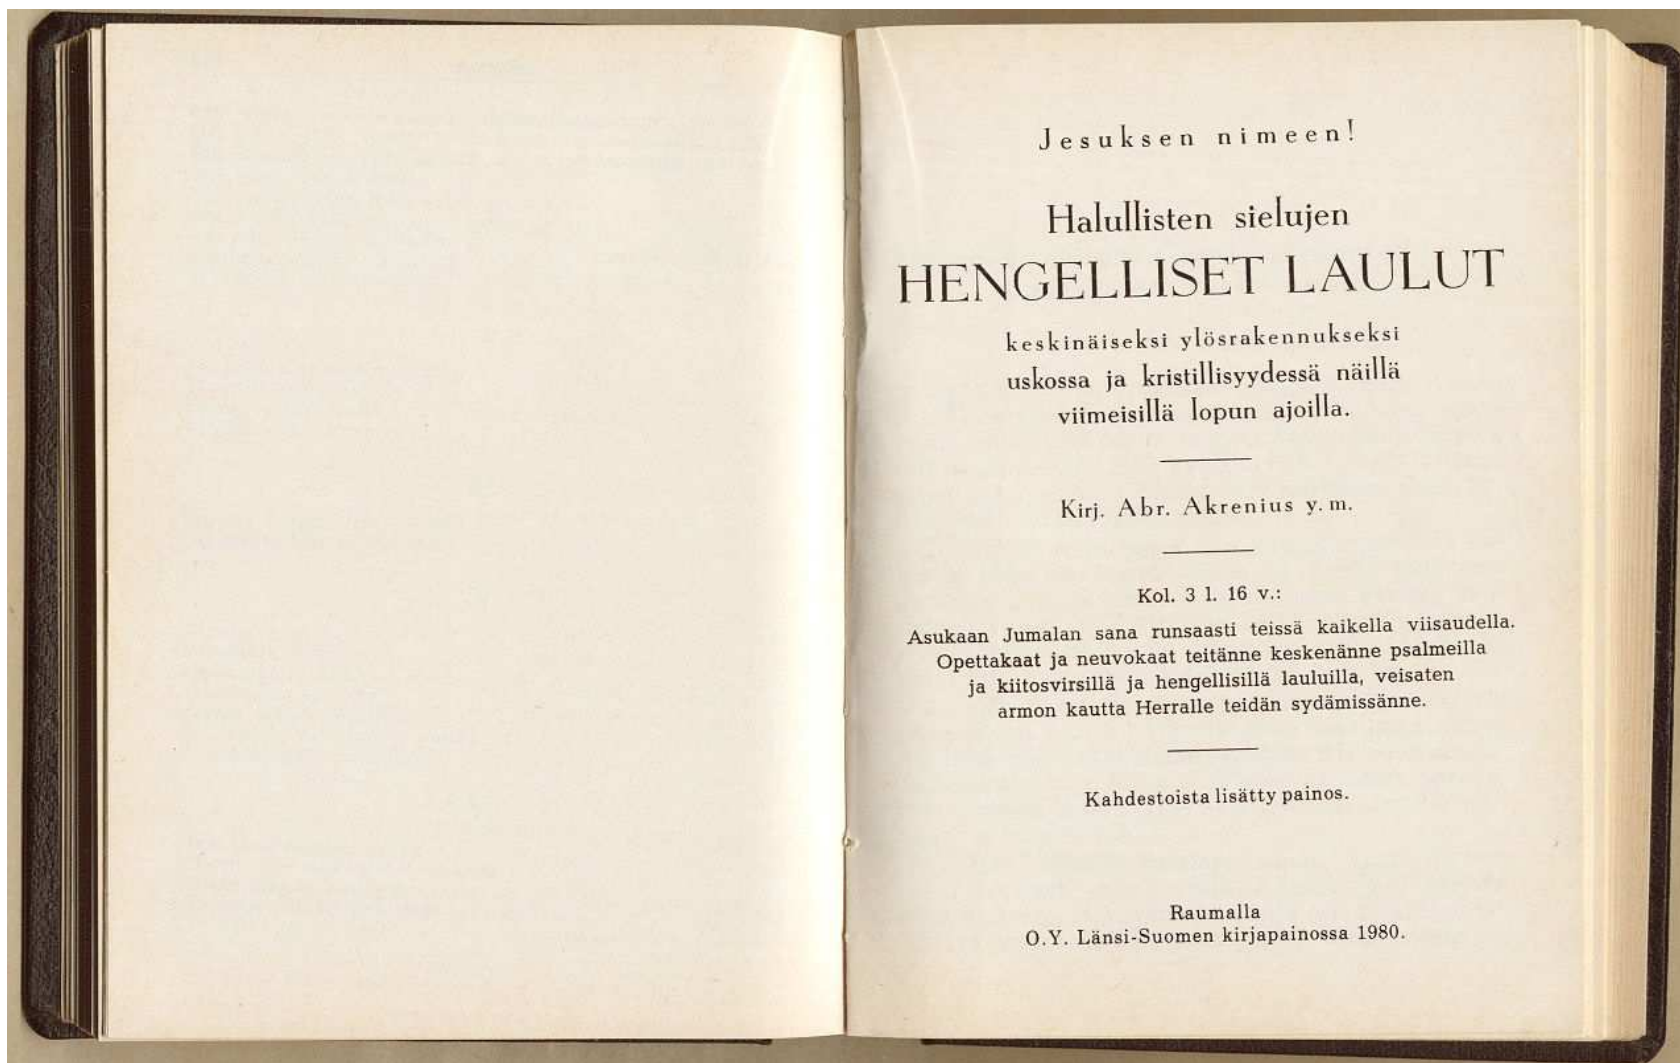 Jesuksen nimeen!
Halullisten sielujen
HENGELLISET LAULUT
keskinäiseksi ylösrakennukseksi
uskossa ja kristillisyydessä näillä
viimeisillä lopun ajoilla.
Kirj. Abr. Akrenius y. m.
Kol. 3 l. 16 v.:
Asukaan Jumalan sana runsaasti teissä kaikella viisaudella.
Opettakaat ja neuvokaat teitänne keskenänne psalmeilla
ja kiitosvirsillä ja hengellisillä lauluilla, veisaten
armon kautta Herralle teidän sydämissänne.
Kahdestoista lisätty painos.
Raumalla
O.Y. Länsi-Suomen kirjapainossa 1980.